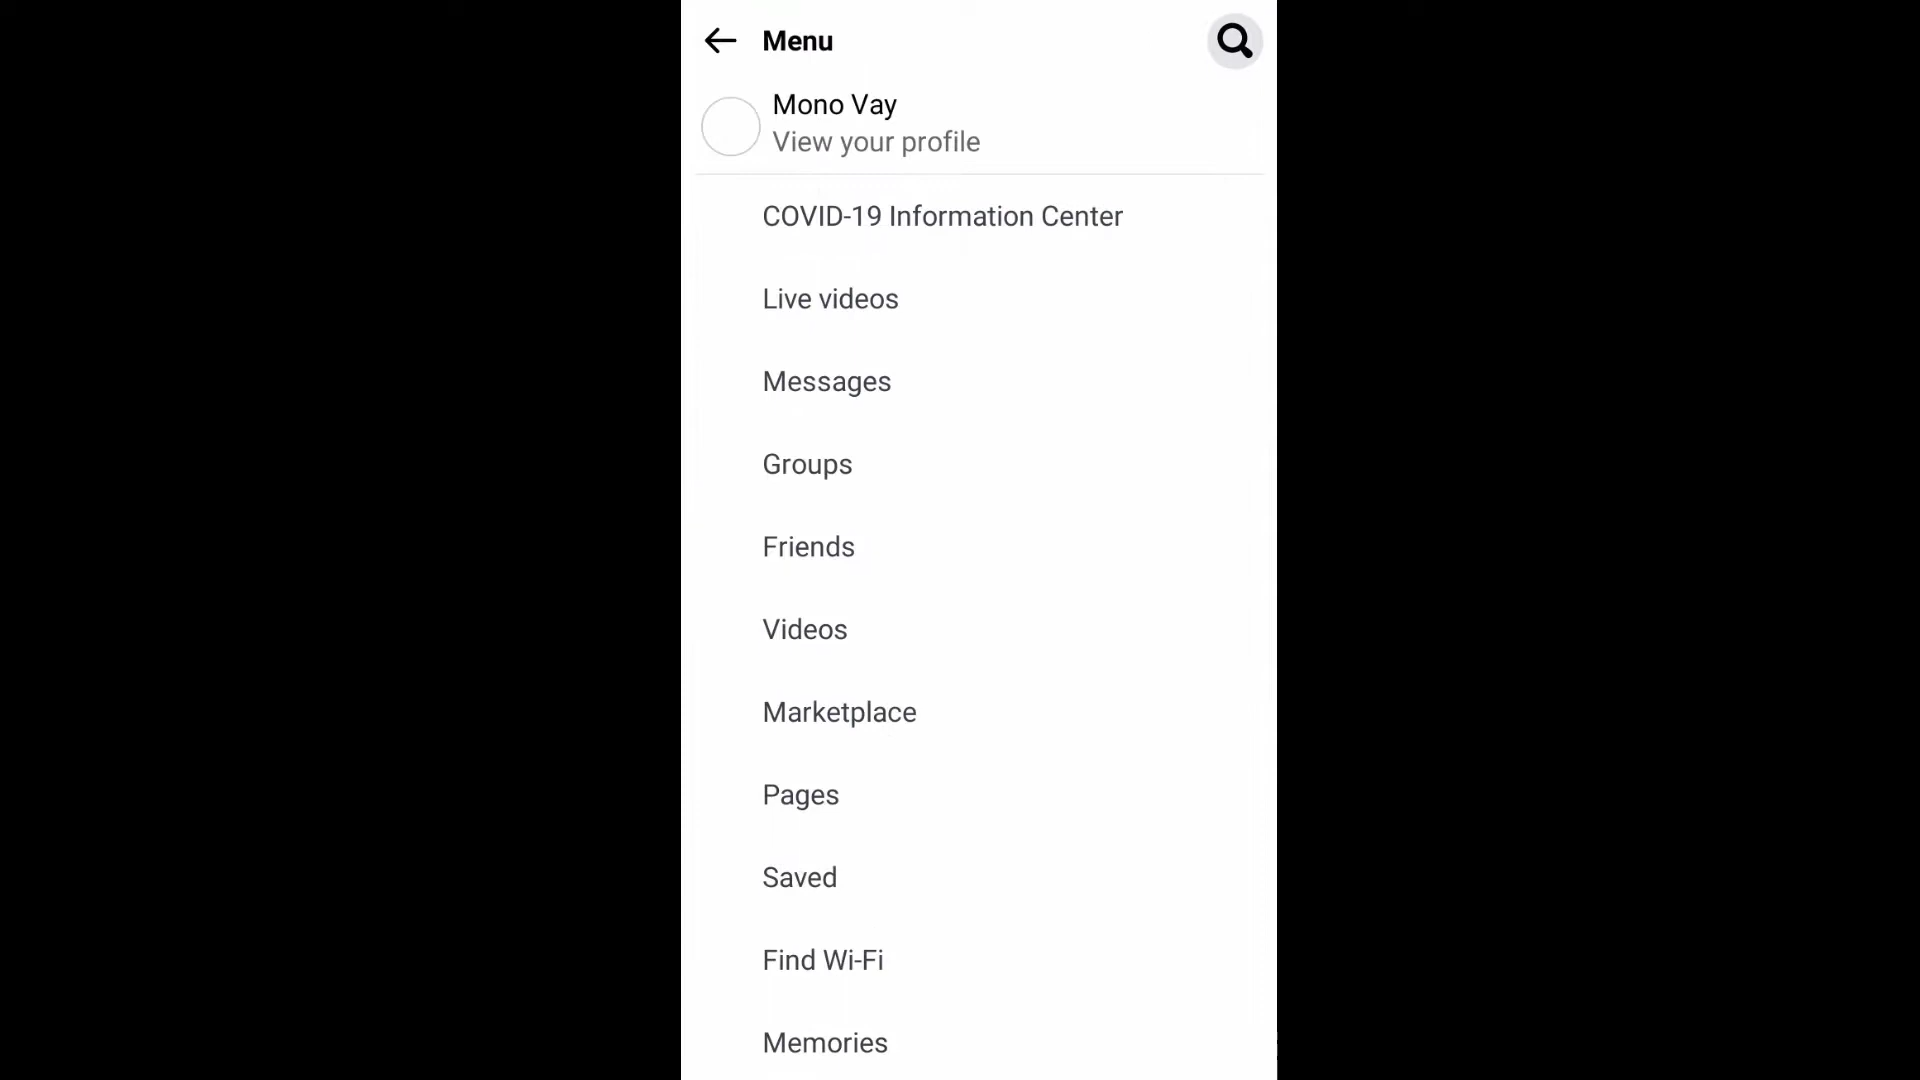 Menu
Mono Vay
View your profile
COVID-19 Information Center
Live videos
Messages
Groups
Friends
Videos
Marketplace
Pages
Saved
Find Wi-Fi
Memories